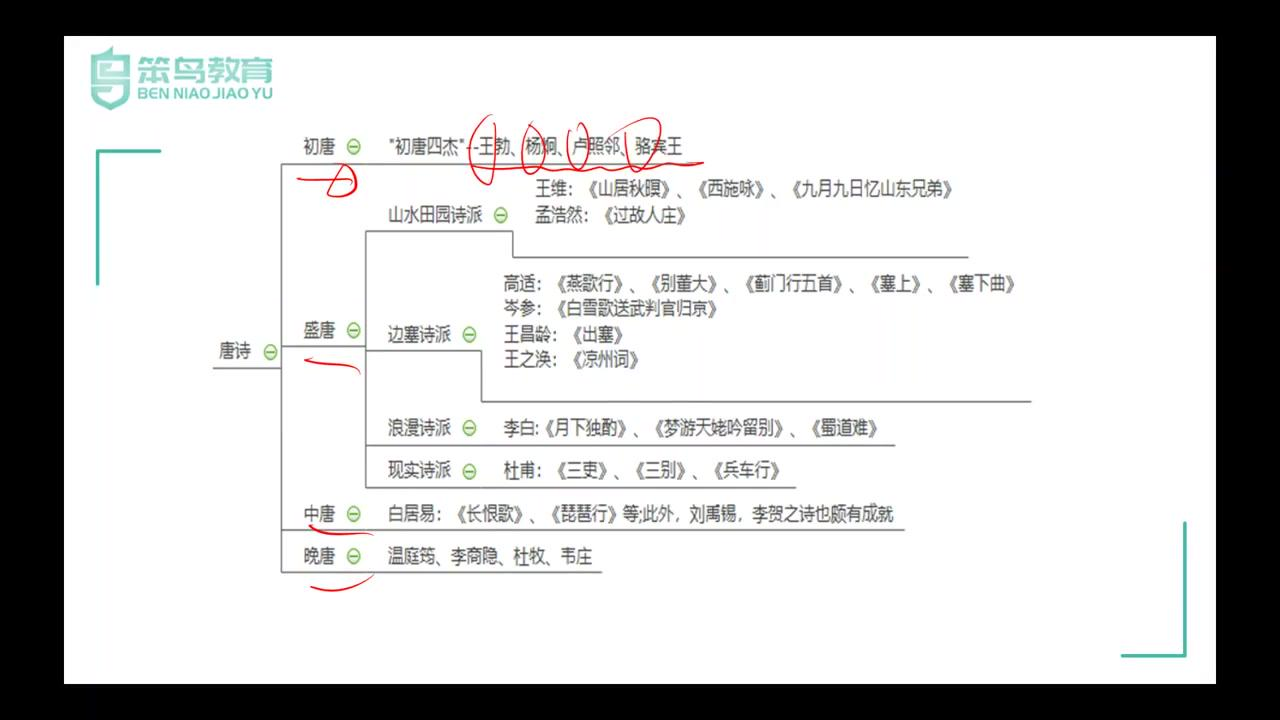 笨鸟教育
BEN NIAO JIAO YU
初唐
"初唐四杰"--王勃、杨炯、卢照邻、骆宾王
王维：《山居秋暝》、《西施咏》、《九月九日忆山东兄弟》
山水田园诗派
孟浩然：《过故人庄》
高适：《燕歌行》、《别董大》、《蓟门行五首》、《塞上》、《塞下曲》
岑参：《白雪歌送武判官归京》
盛唐
边塞诗派
王昌龄：《出塞》
唐诗
王之涣：《凉州词》
浪漫诗派
李白:《月下独酌》、《梦游天姥吟留别》、《蜀道难》
现实诗派
杜甫：《三吏》、《三别》、《兵车行》
中唐
白居易：《长恨歌》、《琵琶行》等;此外，刘禹锡，李贺之诗也颇有成就
晚唐
温庭筠、李商隐、杜牧、韦庄